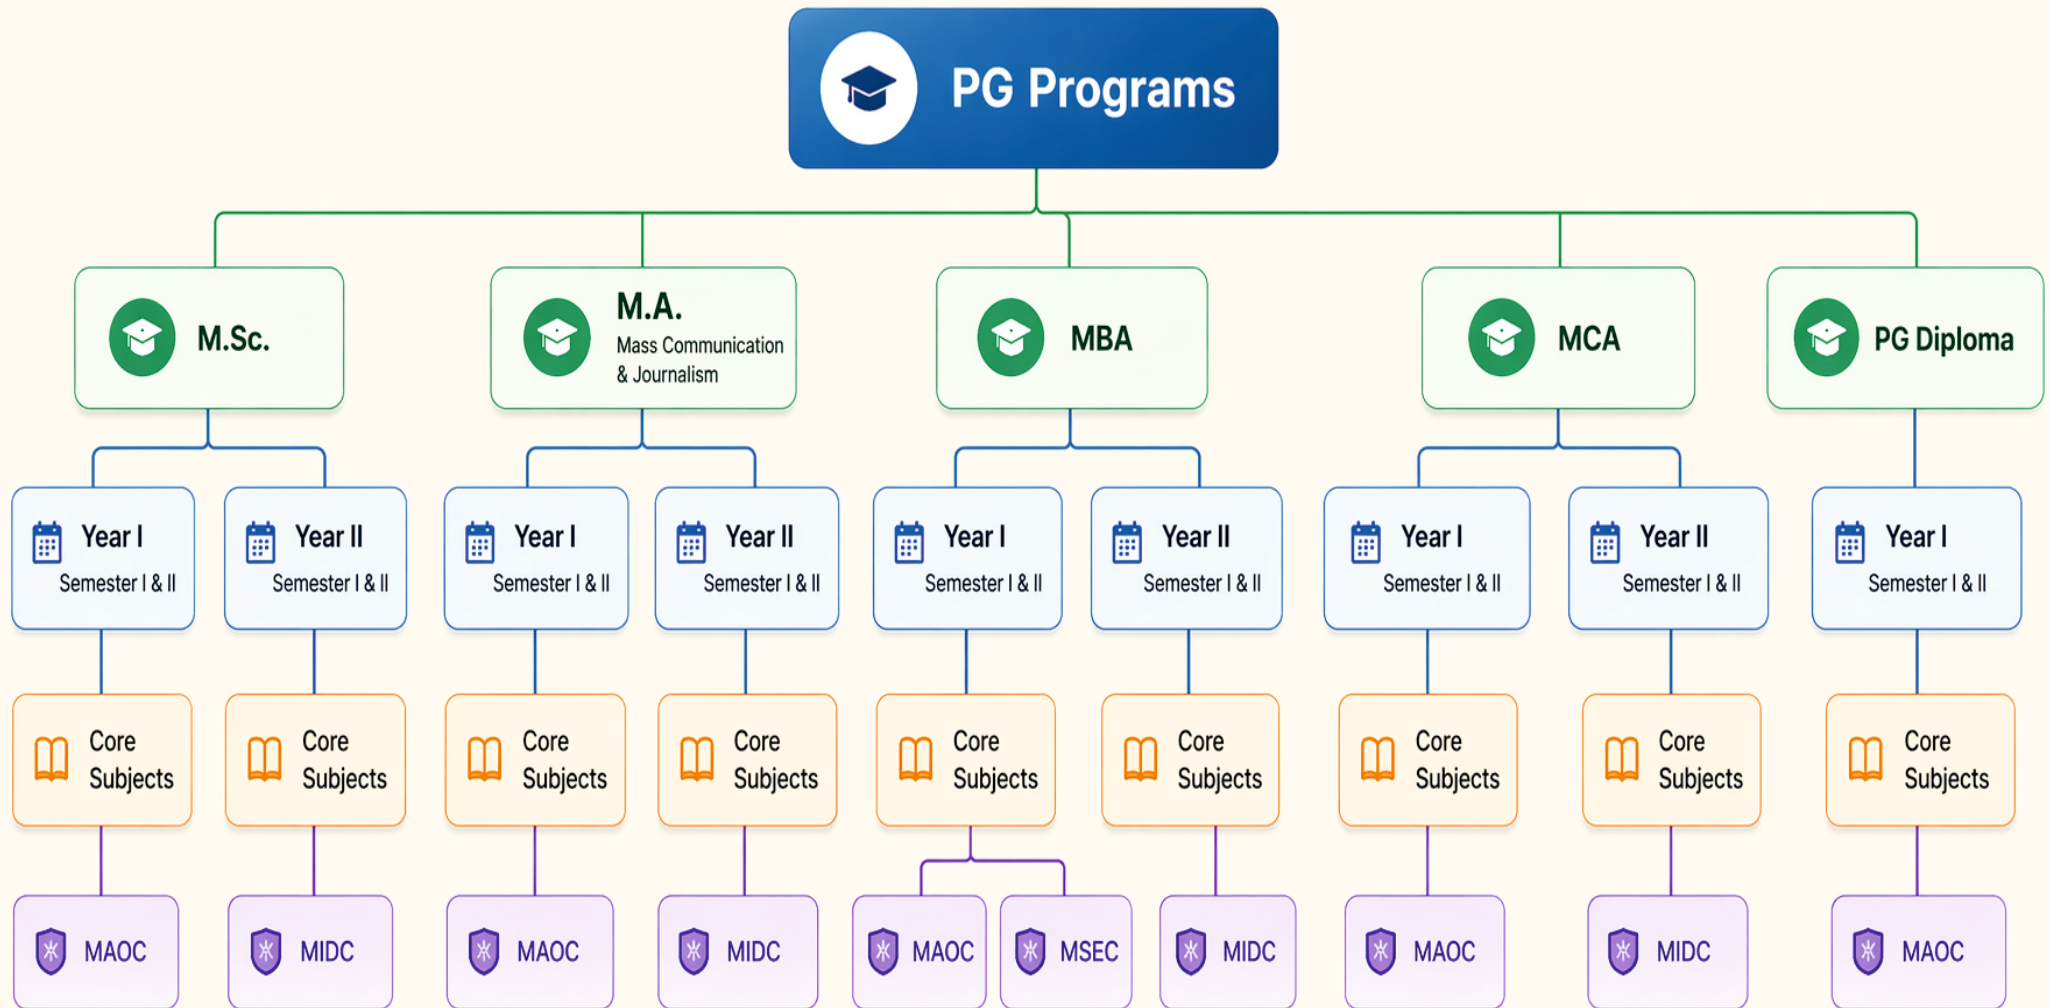 PG Programs
M.Sc.
M.A.
Mass Communication
& Journalism
MBA
MCA
PG Diploma
Year I
Semester I & II
Year II
Semester I & II
Year I
Semester I & II
Year II
Semester I & II
Year I
Semester I & II
Year II
Semester I & II
Year I
Semester I & II
Year II
Semester I & II
Year I
Semester I & II
Core
Subjects
Core
Subjects
Core
Subjects
Core
Subjects
Core
Subjects
Core
Subjects
Core
Subjects
Core
Subjects
Core
Subjects
MAOC
MIDC
MAOC
MIDC
MAOC
MSEC
MIDC
MAOC
MIDC
MAOC